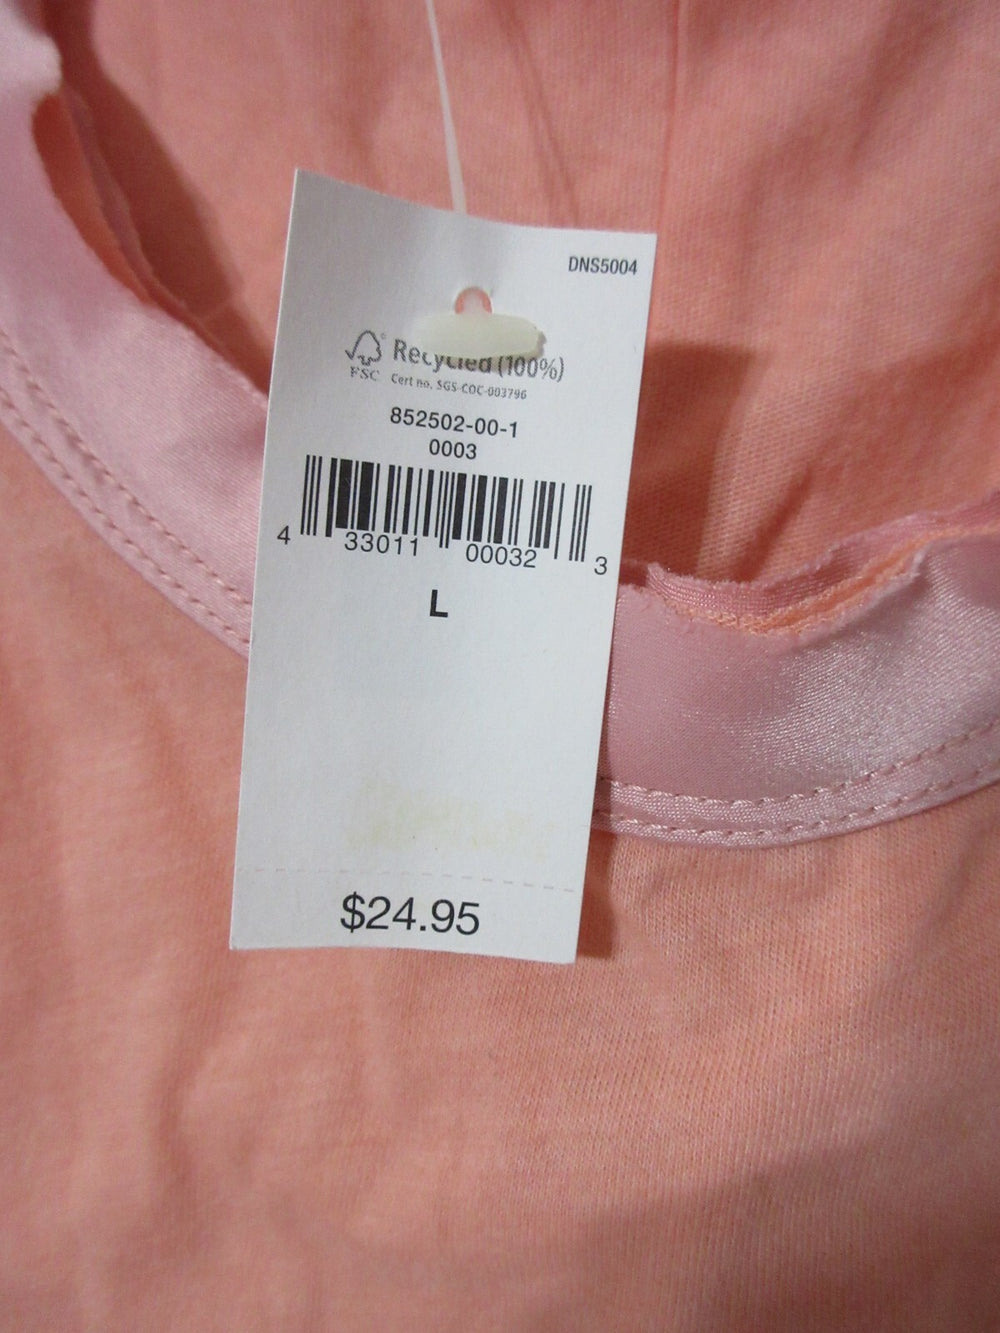 DNS5004
®
Recycled (100%)
FSC Cert no. SGS-COC-003796
852502-00-1
0003
4 33011 00032 3
L
$24.95